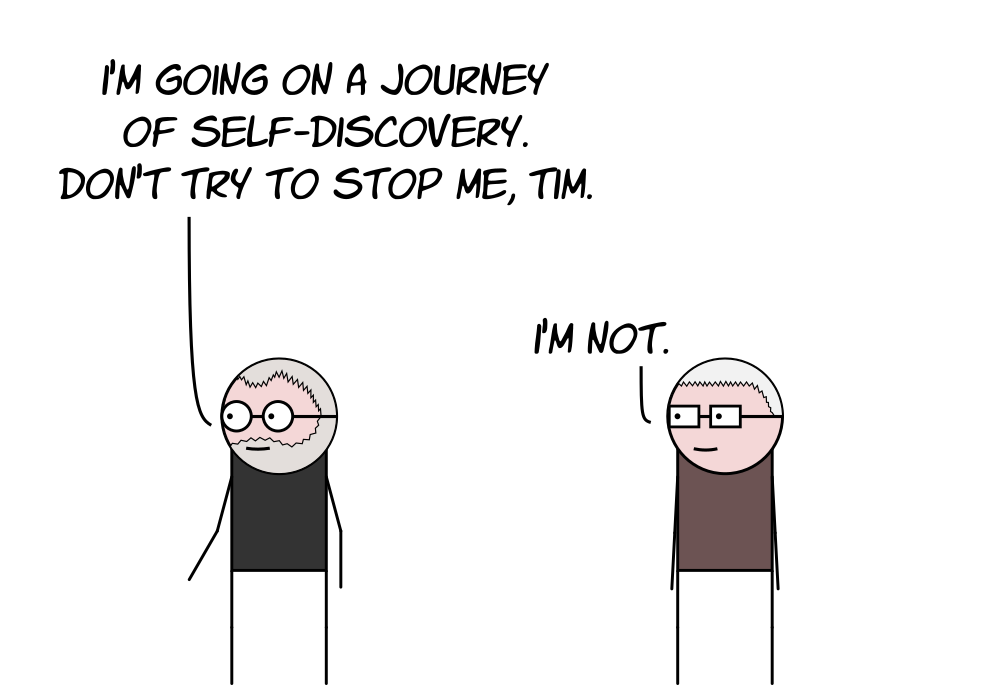 I'M GOING ON A JOURNEY
OF SELF-DISCOVERY.
DON'T TRY TO STOP ME, TIM.
I'M NOT.